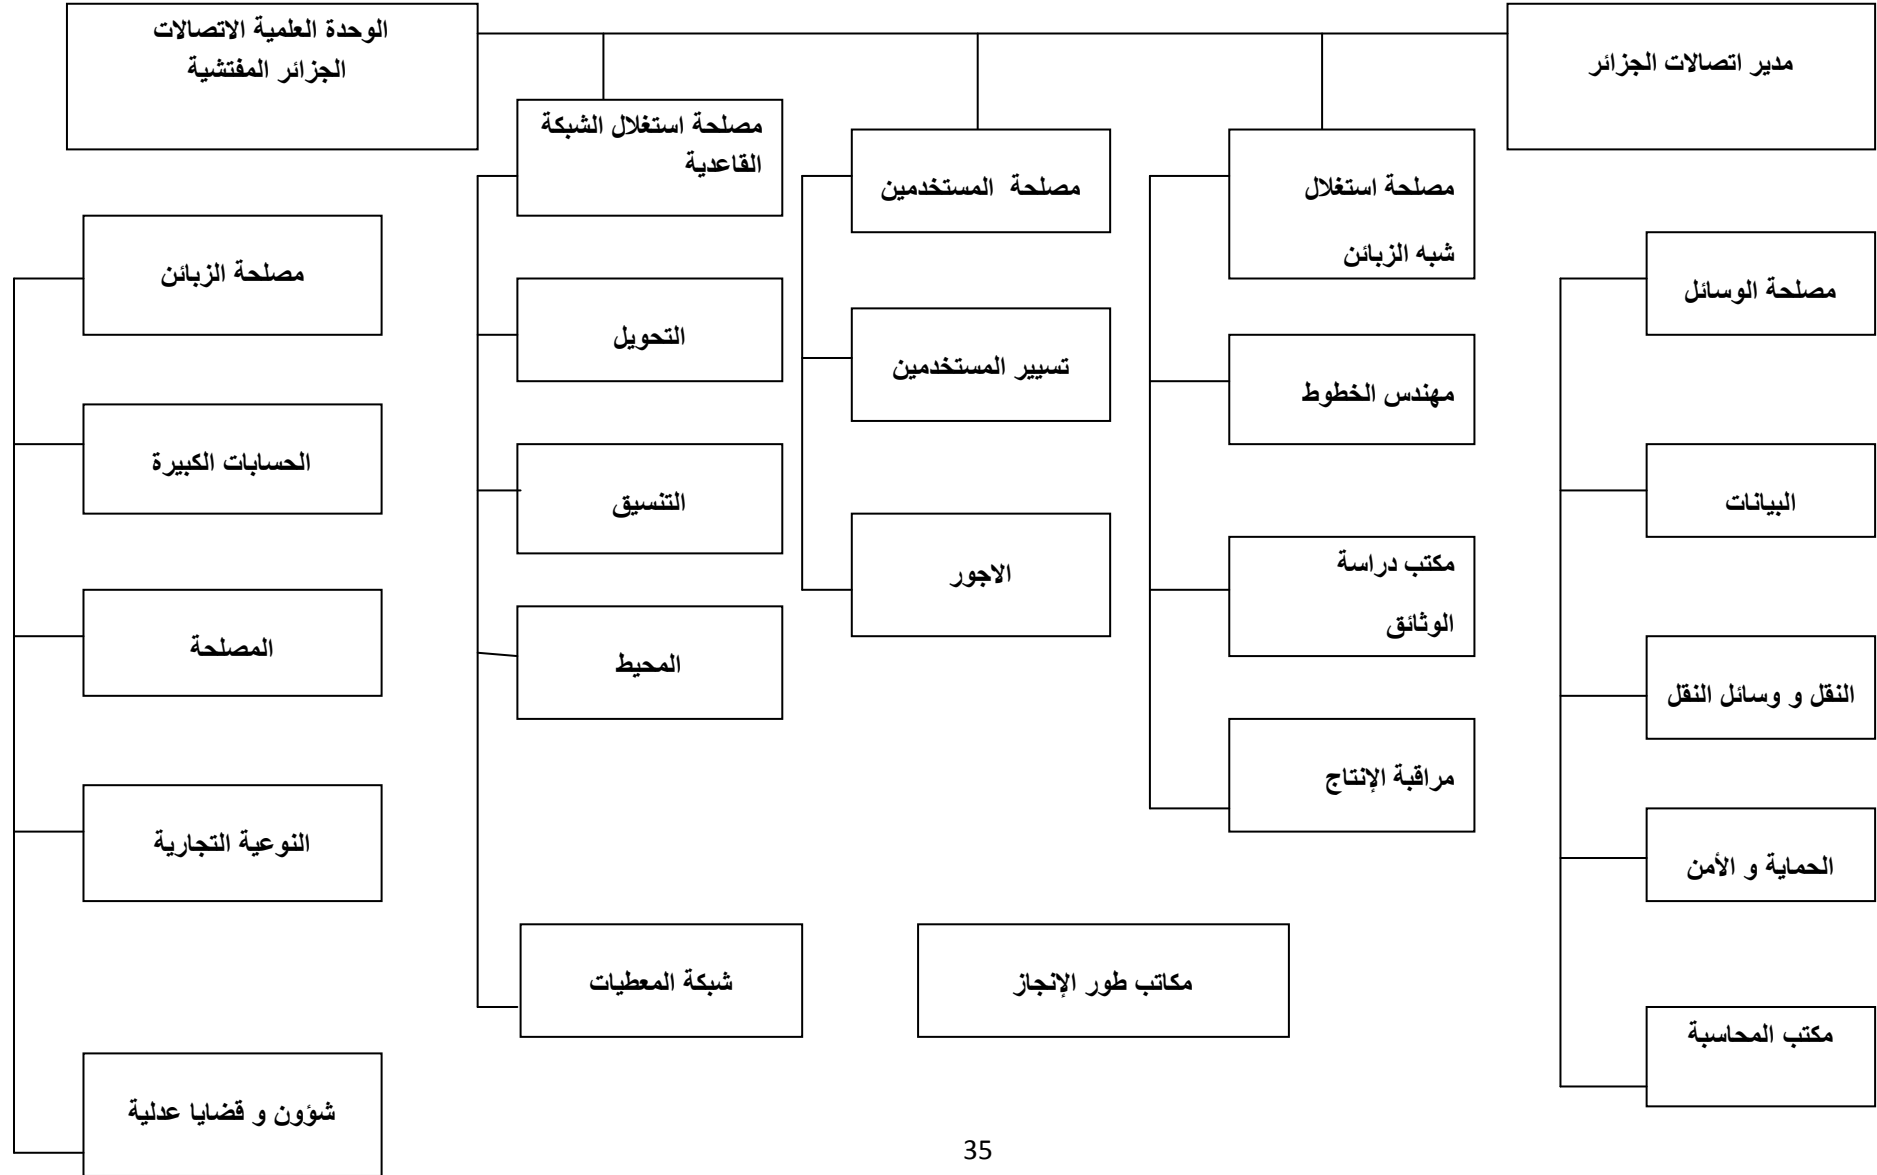 مدير اتصالات الجزائر
الوحدة العلمية الاتصالات
الجزائر المفتشية
مصلحة الوسائل
البيانات
النقل و وسائل النقل
الحماية و الأمن
مكتب المحاسبة
مصلحة استغلال
شبه الزبائن
مهندس الخطوط
مكتب دراسة
الوثائق
مراقبة الإنتاج
مصلحة المستخدمين
تسيير المستخدمين
الاجور
مكاتب طور الإنجاز
مصلحة استغلال الشبكة
القاعدية
التحويل
التنسيق
المحيط
شبكة المعطيات
مصلحة الزبائن
الحسابات الكبيرة
المصلحة
النوعية التجارية
شؤون و قضايا عدلية
35